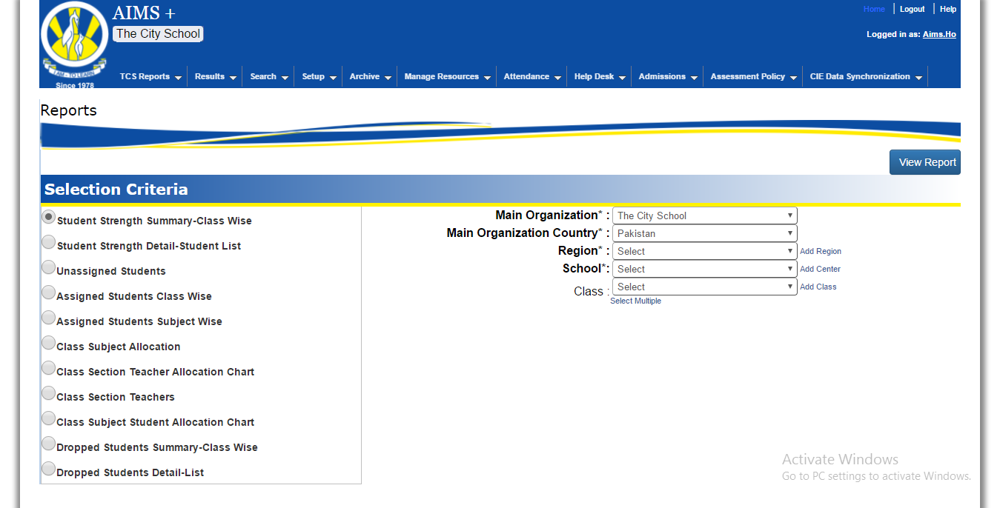 AIMS +
The City School
Home Logout Help
Logged in as: Aims.Ho
I AM - TO LEARN
Since 1978
TCS Reports Results Search Setup Archive Manage Resources Attendance Help Desk Admissions Assessment Policy CIE Data Synchronization
Reports
View Report
Selection Criteria
Student Strength Summary-Class Wise
Student Strength Detail-Student List
Unassigned Students
Assigned Students Class Wise
Assigned Students Subject Wise
Class Subject Allocation
Class Section Teacher Allocation Chart
Class Section Teachers
Class Subject Student Allocation Chart
Dropped Students Summary-Class Wise
Dropped Students Detail-List
Main Organization* : The City School
Main Organization Country* : Pakistan
Region* : Select Add Region
School*: Select Add Center
Class : Select Add Class
Select Multiple
Activate Windows
Go to PC settings to activate Windows.